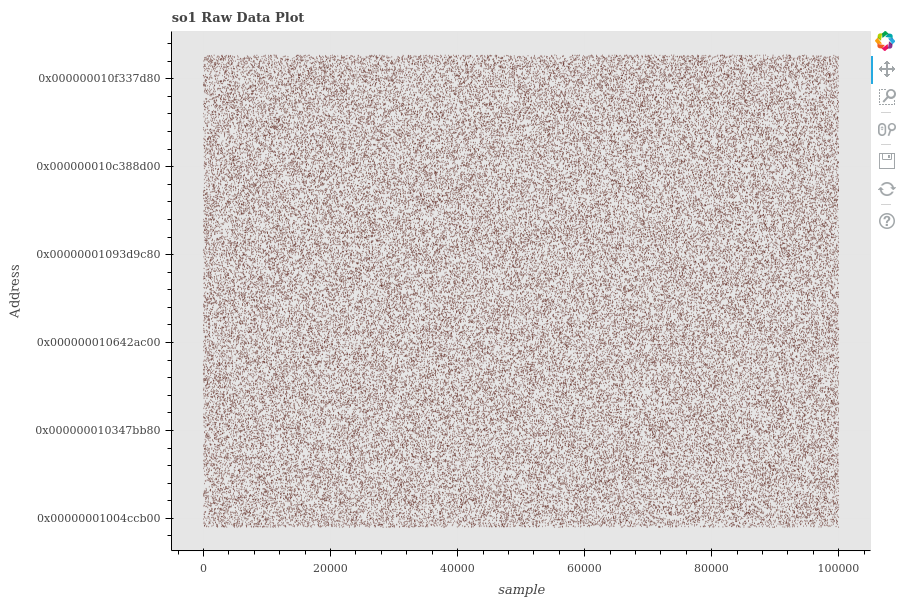 so1 Raw Data Plot
0x000000010f337d80
0x000000010c388d00
0x00000001093d9c80
0x000000010642ac00
0x000000010347bb80
0x00000001004ccb00
Address
0
20000
40000
60000
80000
100000
sample